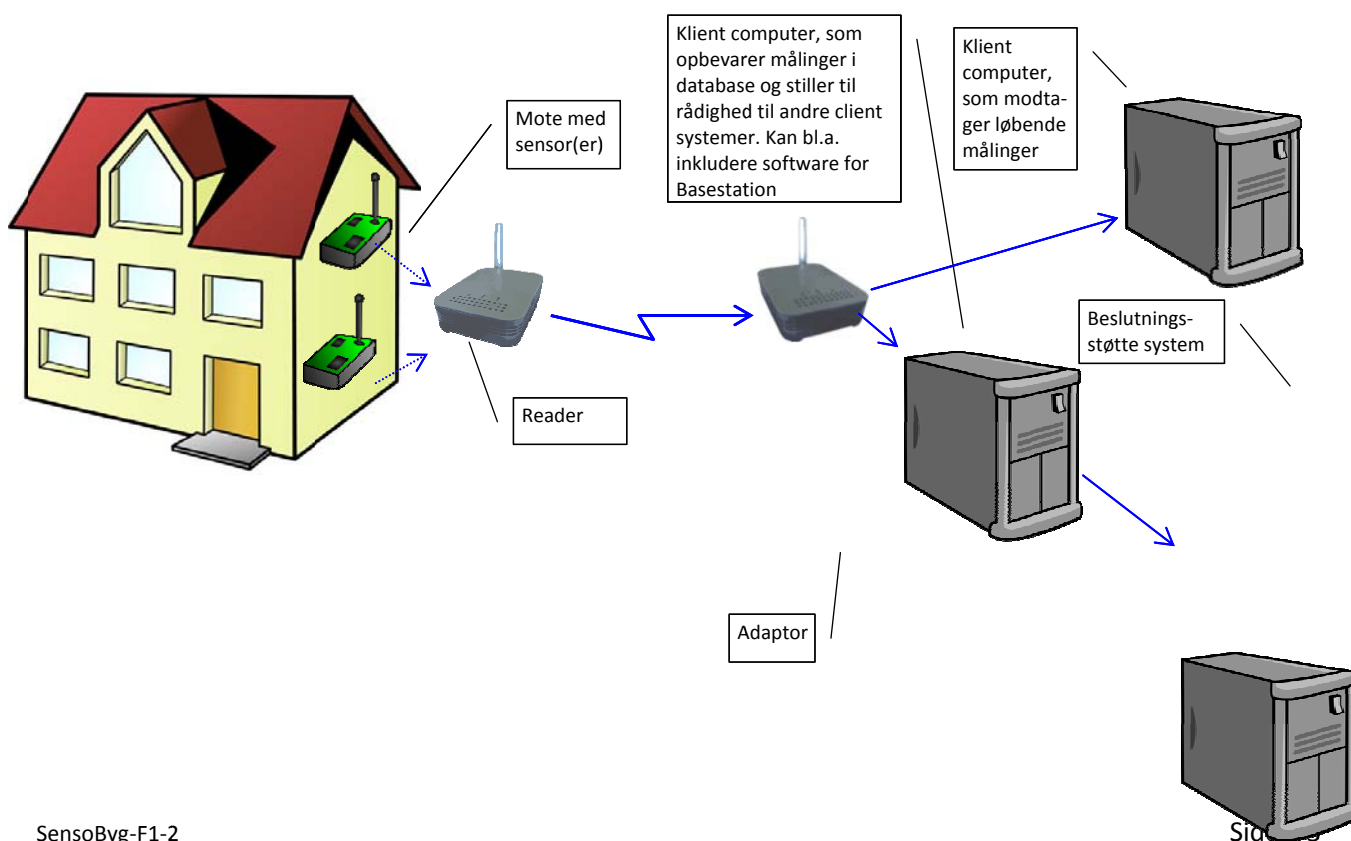 Klient computer, som
opbevarer målinger i
database og stiller til
rådighed til andre client
systemer. Kan bl.a.
inkludere software for
Basestation
Klient
computer,
som modta-
ger løbende
målinger
Mote med
sensor(er)
Beslutnings-
støtte system
Reader
Adaptor
SensoByg-F1-2